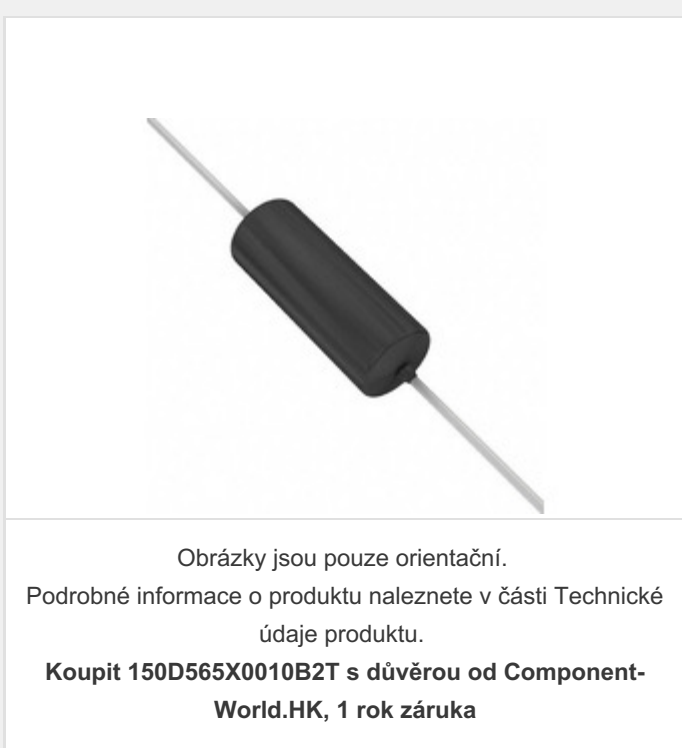 Obrázky jsou pouze orientační.
Podrobné informace o produktu naleznete v části Technické
údaje produktu.
Koupit 150D565X0010B2T s důvěrou od Component-
World.HK, 1 rok záruka